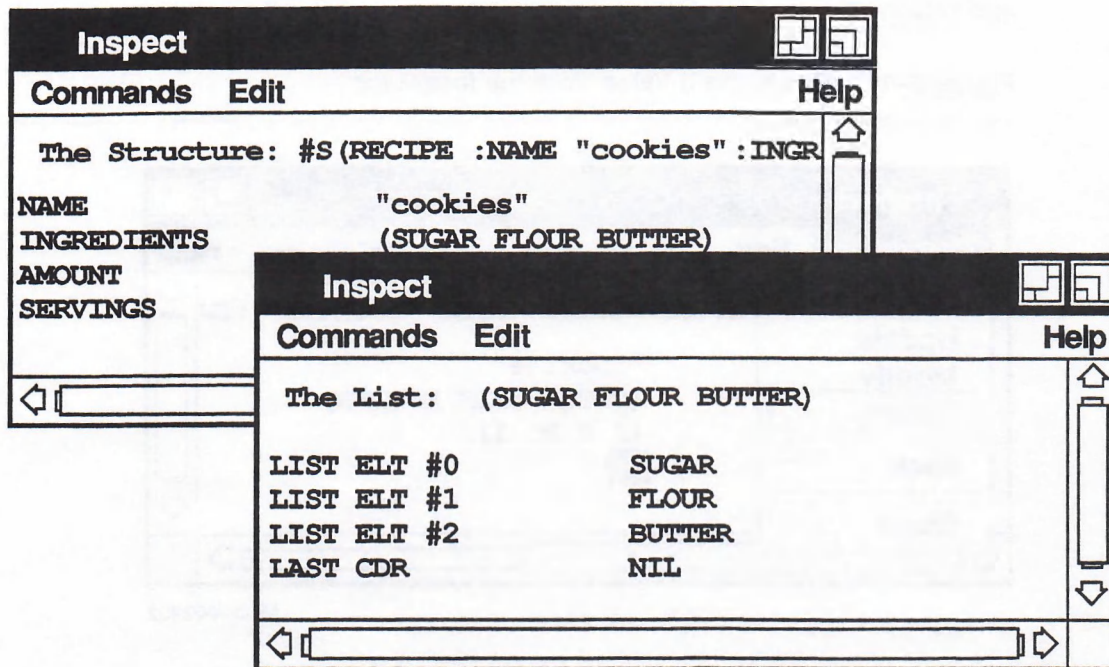 Inspect
Commands Edit Help
The Structure: #S(RECIPE :NAME "cookies" :INGR
NAME "cookies"
INGREDIENTS (SUGAR FLOUR BUTTER)
AMOUNT
SERVINGS
Inspect
Commands Edit Help
The List: (SUGAR FLOUR BUTTER)
LIST ELT #0 SUGAR
LIST ELT #1 FLOUR
LIST ELT #2 BUTTER
LAST CDR NIL